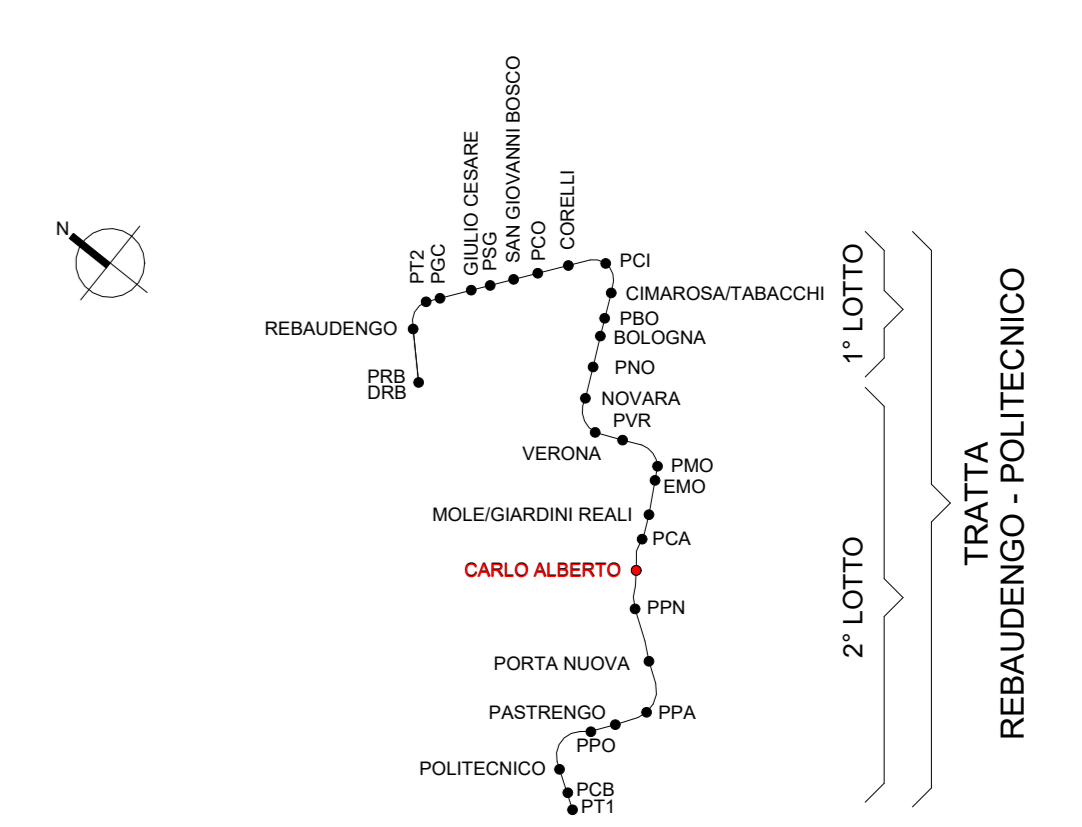 N
PT2
PGC
GIULIO CESARE
PSG
SAN GIOVANNI BOSCO
PCO
CORELLI
PCI
CIMAROSA/TABACCHI
REBAUDENGO
PBO
BOLOGNA
PNO
PRB
DRB
NOVARA
PVR
VERONA
PMO
EMO
MOLE/GIARDINI REALI
PCA
CARLO ALBERTO
PPN
PORTA NUOVA
PASTRENGO
PPA
PPO
POLITECNICO
PCB
PT1
1° LOTTO
2° LOTTO
TRATTA
REBAUDENGO - POLITECNICO